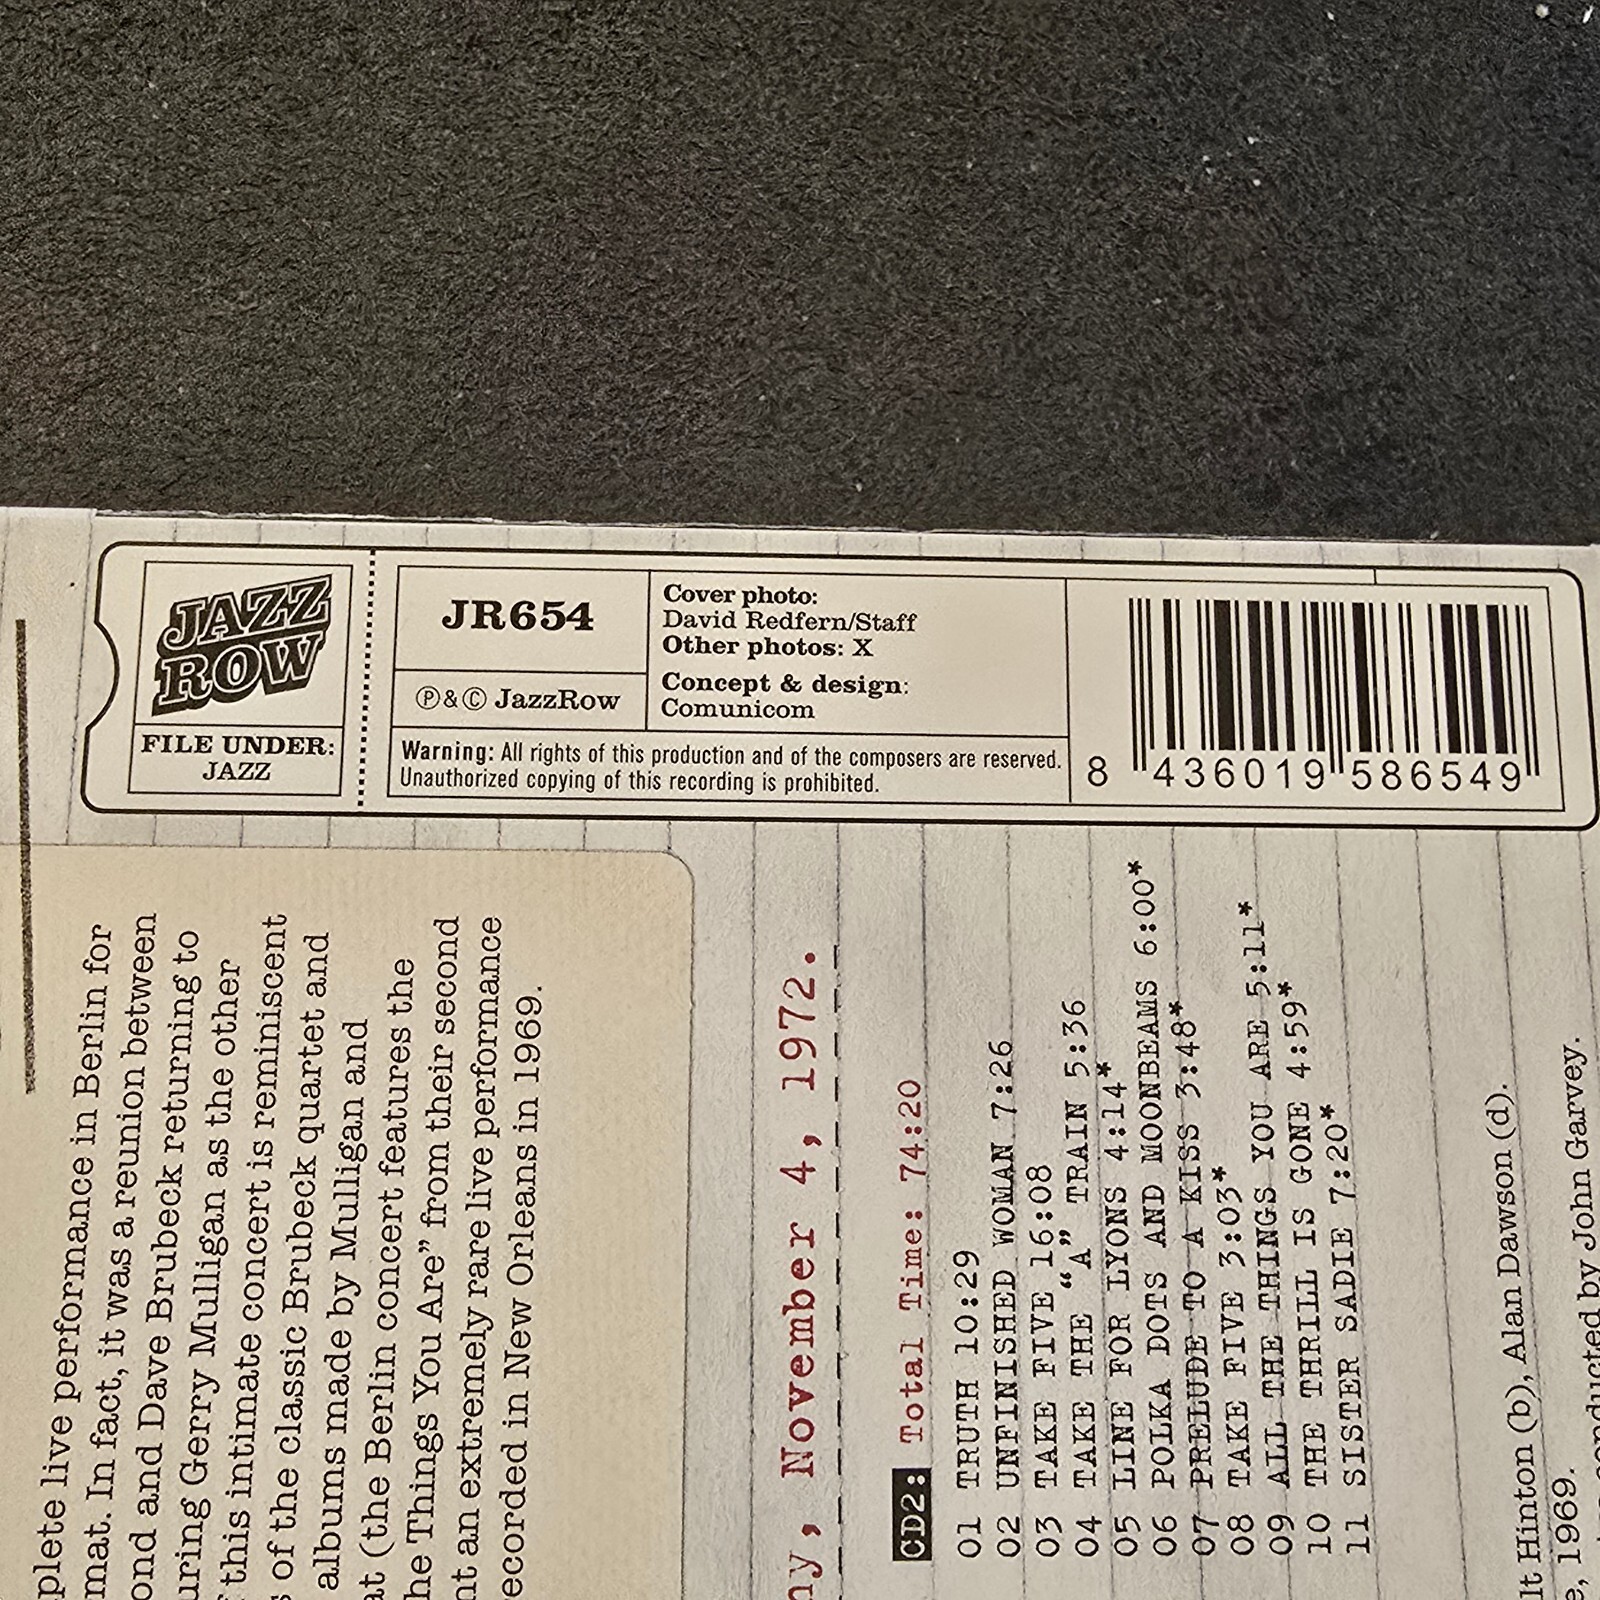 JAZZ
ROW
FILE UNDER:
JAZZ
JR654
Ⓟ&Ⓒ JazzRow
Cover photo:
David Redfern/Staff
Other photos: X
Concept & design:
Comunicom
Warning: All rights of this production and of the composers are reserved.
Unauthorized copying of this recording is prohibited.
8 436019 586549
plete live performance in Berlin for
mat. In fact, it was a reunion between
ond and Dave Brubeck returning to
uring Gerry Mulligan as the other
this intimate concert is reminiscent
s of the classic Brubeck quartet and
albums made by Mulligan and
at (the Berlin concert features the
he Things You Are” from their second
nt an extremely rare live performance
ecorded in New Orleans in 1969.
ny, November 4, 1972.
CD2: Total Time: 74:20
01 TRUTH 10:29
02 UNFINISHED WOMAN 7:26
03 TAKE FIVE 16:08
04 TAKE THE “A” TRAIN 5:36
05 LINE FOR LYONS 4:14*
06 POLKA DOTS AND MOONBEAMS 6:00*
07 PRELUDE TO A KISS 3:48*
08 TAKE FIVE 3:03*
09 ALL THE THINGS YOU ARE 5:11*
10 THE THRILL IS GONE 4:59*
11 SISTER SADIE 7:20*
lt Hinton (b), Alan Dawson (d).
e, 1969.
conducted by John Garvey.